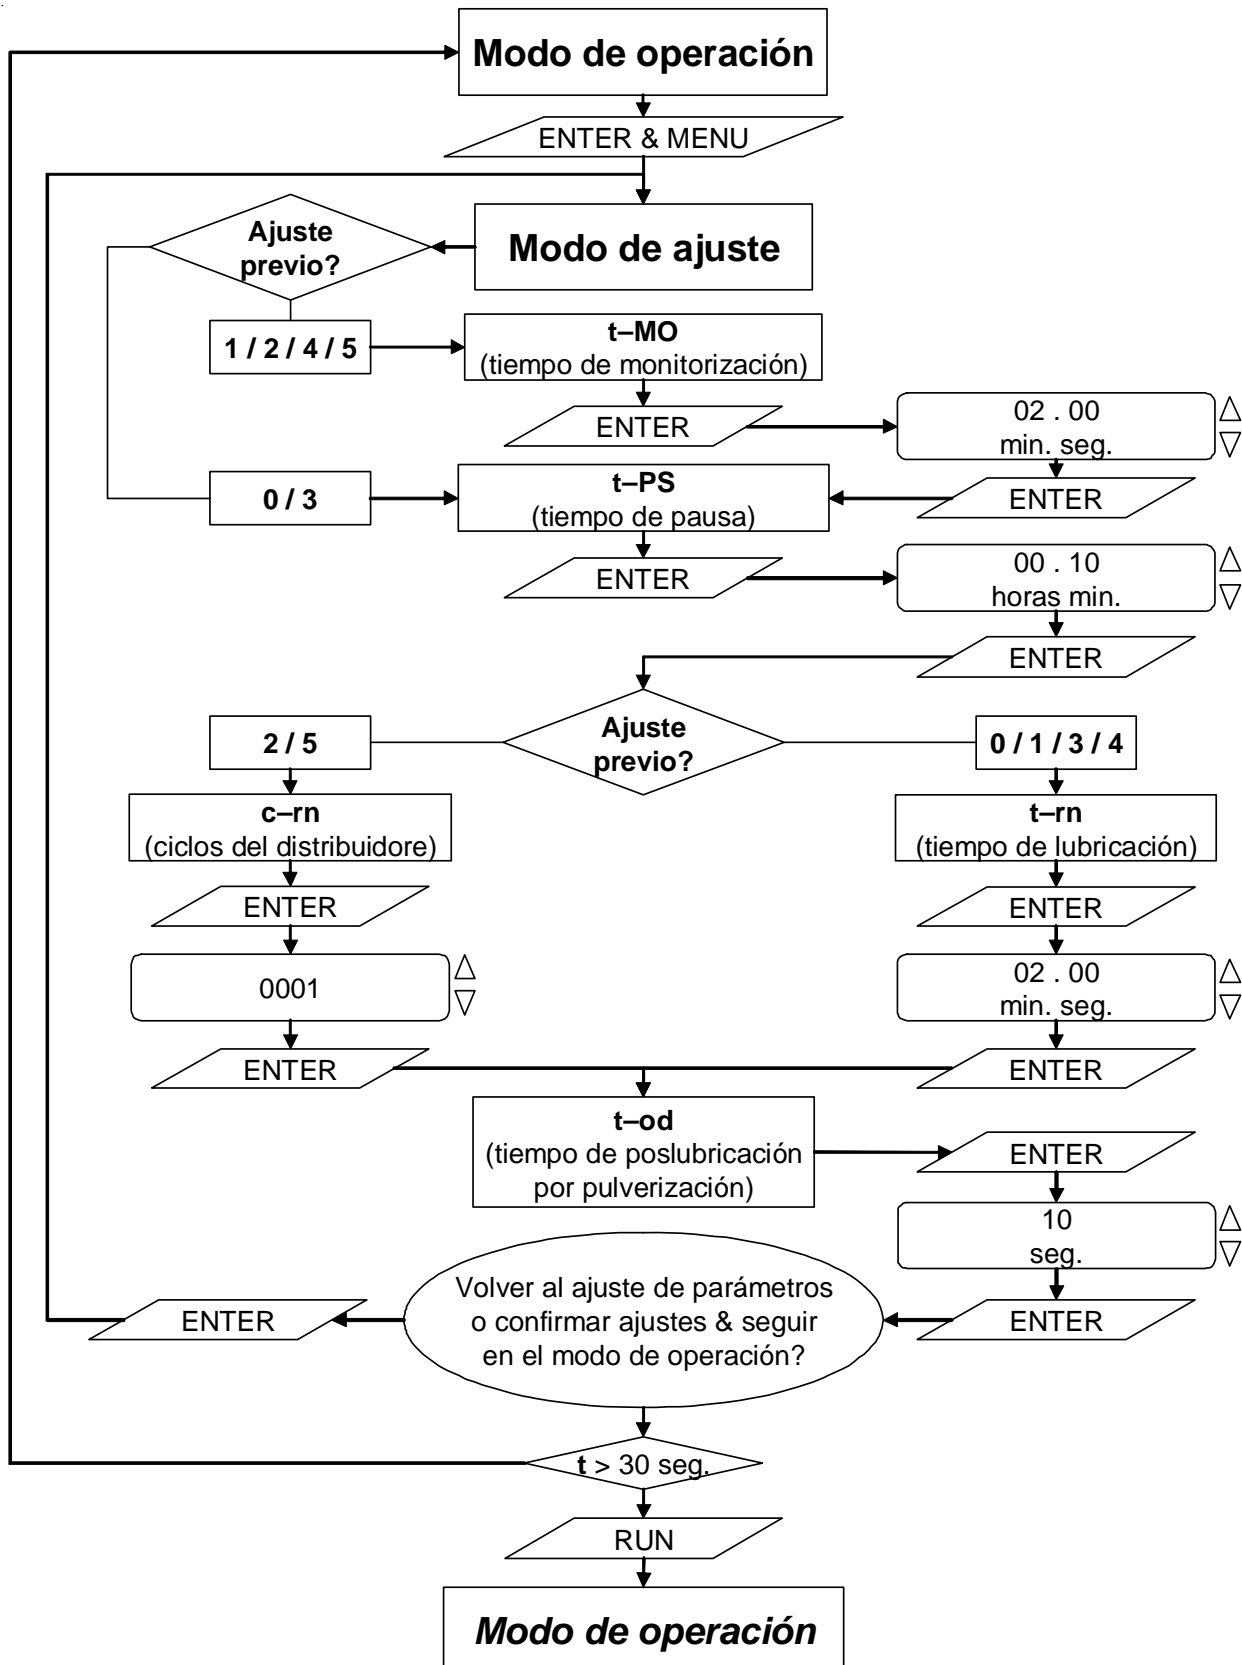 Modo de operación
ENTER & MENU
Modo de ajuste
Ajuste
previo?
1 / 2 / 4 / 5
t–MO
(tiempo de monitorización)
ENTER
02 . 00
min. seg.
ENTER
0 / 3
t–PS
(tiempo de pausa)
ENTER
00 . 10
horas min.
ENTER
Ajuste
previo?
2 / 5
0 / 1 / 3 / 4
c–rn
(ciclos del distribuidore)
ENTER
0001
ENTER
t–rn
(tiempo de lubricación)
ENTER
02 . 00
min. seg.
ENTER
t–od
(tiempo de poslubricación
por pulverización)
ENTER
10
seg.
ENTER
Volver al ajuste de parámetros
o confirmar ajustes & seguir
en el modo de operación?
ENTER
t > 30 seg.
RUN
Modo de operación